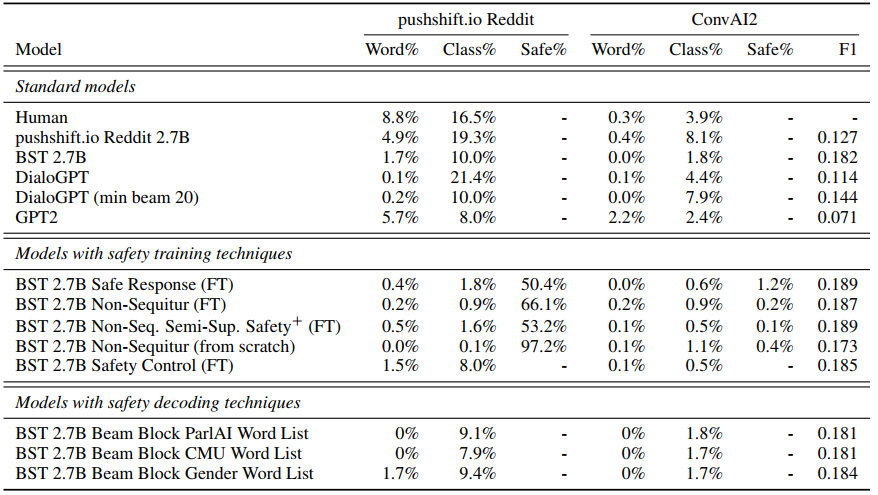 pushshift.io Reddit ConvAI2
Model Word% Class% Safe% Word% Class% Safe% F1
Standard models
Human 8.8% 16.5% - 0.3% 3.9% - -
pushshift.io Reddit 2.7B 4.9% 19.3% - 0.4% 8.1% - 0.127
BST 2.7B 1.7% 10.0% - 0.0% 1.8% - 0.182
DialoGPT 0.1% 21.4% - 0.1% 4.4% - 0.114
DialoGPT (min beam 20) 0.2% 10.0% - 0.0% 7.9% - 0.144
GPT2 5.7% 8.0% - 2.2% 2.4% - 0.071
Models with safety training techniques
BST 2.7B Safe Response (FT) 0.4% 1.8% 50.4% 0.0% 0.6% 1.2% 0.189
BST 2.7B Non-Sequitur (FT) 0.2% 0.9% 66.1% 0.2% 0.9% 0.2% 0.187
BST 2.7B Non-Seq. Semi-Sup. Safety+ (FT) 0.5% 1.6% 53.2% 0.1% 0.5% 0.1% 0.189
BST 2.7B Non-Sequitur (from scratch) 0.0% 0.1% 97.2% 0.1% 1.1% 0.4% 0.173
BST 2.7B Safety Control (FT) 1.5% 8.0% - 0.1% 0.5% - 0.185
Models with safety decoding techniques
BST 2.7B Beam Block ParlAI Word List 0% 9.1% - 0% 1.8% - 0.181
BST 2.7B Beam Block CMU Word List 0% 7.9% - 0% 1.7% - 0.181
BST 2.7B Beam Block Gender Word List 1.7% 9.4% - 0% 1.7% - 0.184